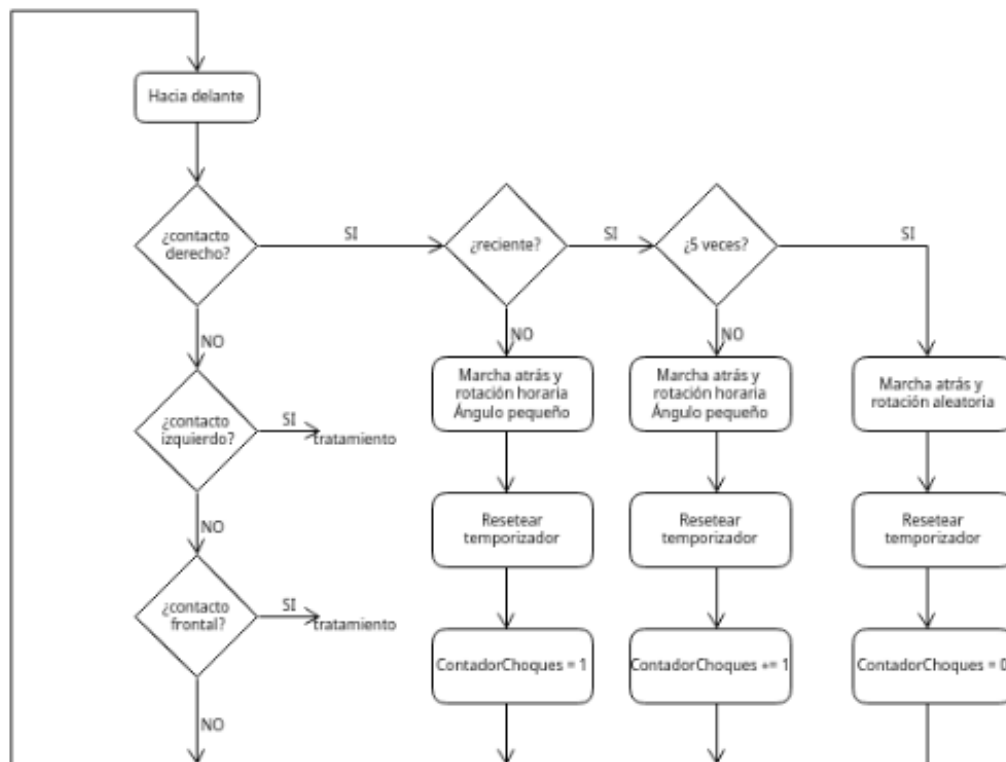 Hacia delante
¿contacto
derecho?
SI
¿reciente?
SI
¿5 veces?
SI
NO
NO
NO
Marcha atrás y
rotación horaria
Ángulo pequeño
Marcha atrás y
rotación horaria
Ángulo pequeño
Marcha atrás y
rotación aleatoria
¿contacto
izquierdo?
SI
tratamiento
NO
Resetear
temporizador
Resetear
temporizador
Resetear
temporizador
¿contacto
frontal?
SI
tratamiento
ContadorChoques = 1
ContadorChoques += 1
ContadorChoques = 0
NO